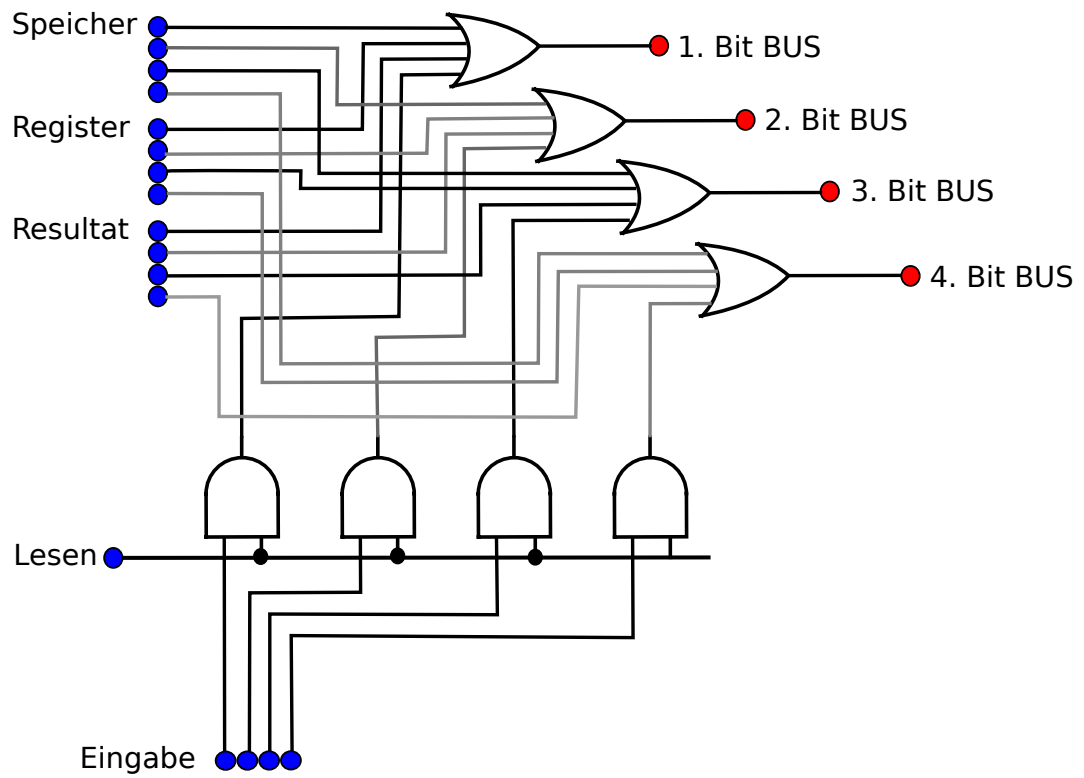 Speicher
1. Bit BUS
2. Bit BUS
Register
3. Bit BUS
Resultat
4. Bit BUS
Lesen
Eingabe